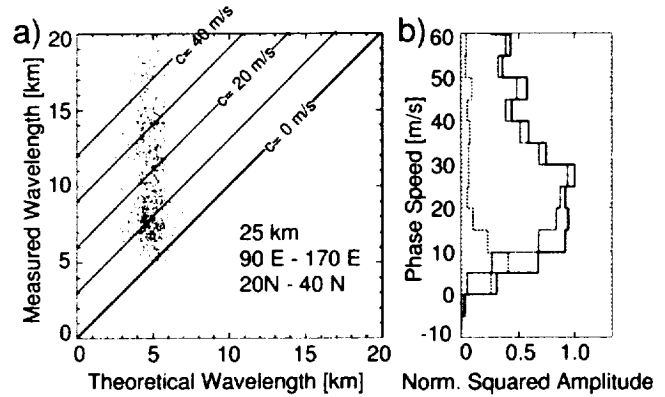 a)
Measured Wavelength [km]
20
15
10
5
0
c= 40 m/s
c= 20 m/s
c= 0 m/s
25 km
90 E - 170 E
20N - 40 N
0
5
10
15
20
Theoretical Wavelength [km]
b)
Phase Speed [m/s]
60
50
40
30
20
10
0
-10
0
0.5
1.0
Norm. Squared Amplitude